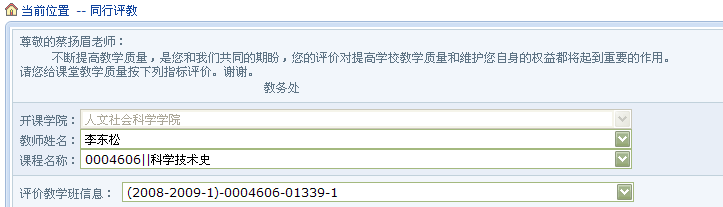 当前位置 -- 同行评教
尊敬的蔡扬眉老师：
不断提高教学质量，是您和我们共同的期盼，您的评价对提高学校教学质量和维护您自身的权益都将起到重要的作用。
请您给课堂教学质量按下列指标评价。谢谢。
教务处
开课学院： 人文社会科学学院
教师姓名： 李东松
课程名称： 0004606||科学技术史
评价教学班信息： (2008-2009-1)-0004606-01339-1